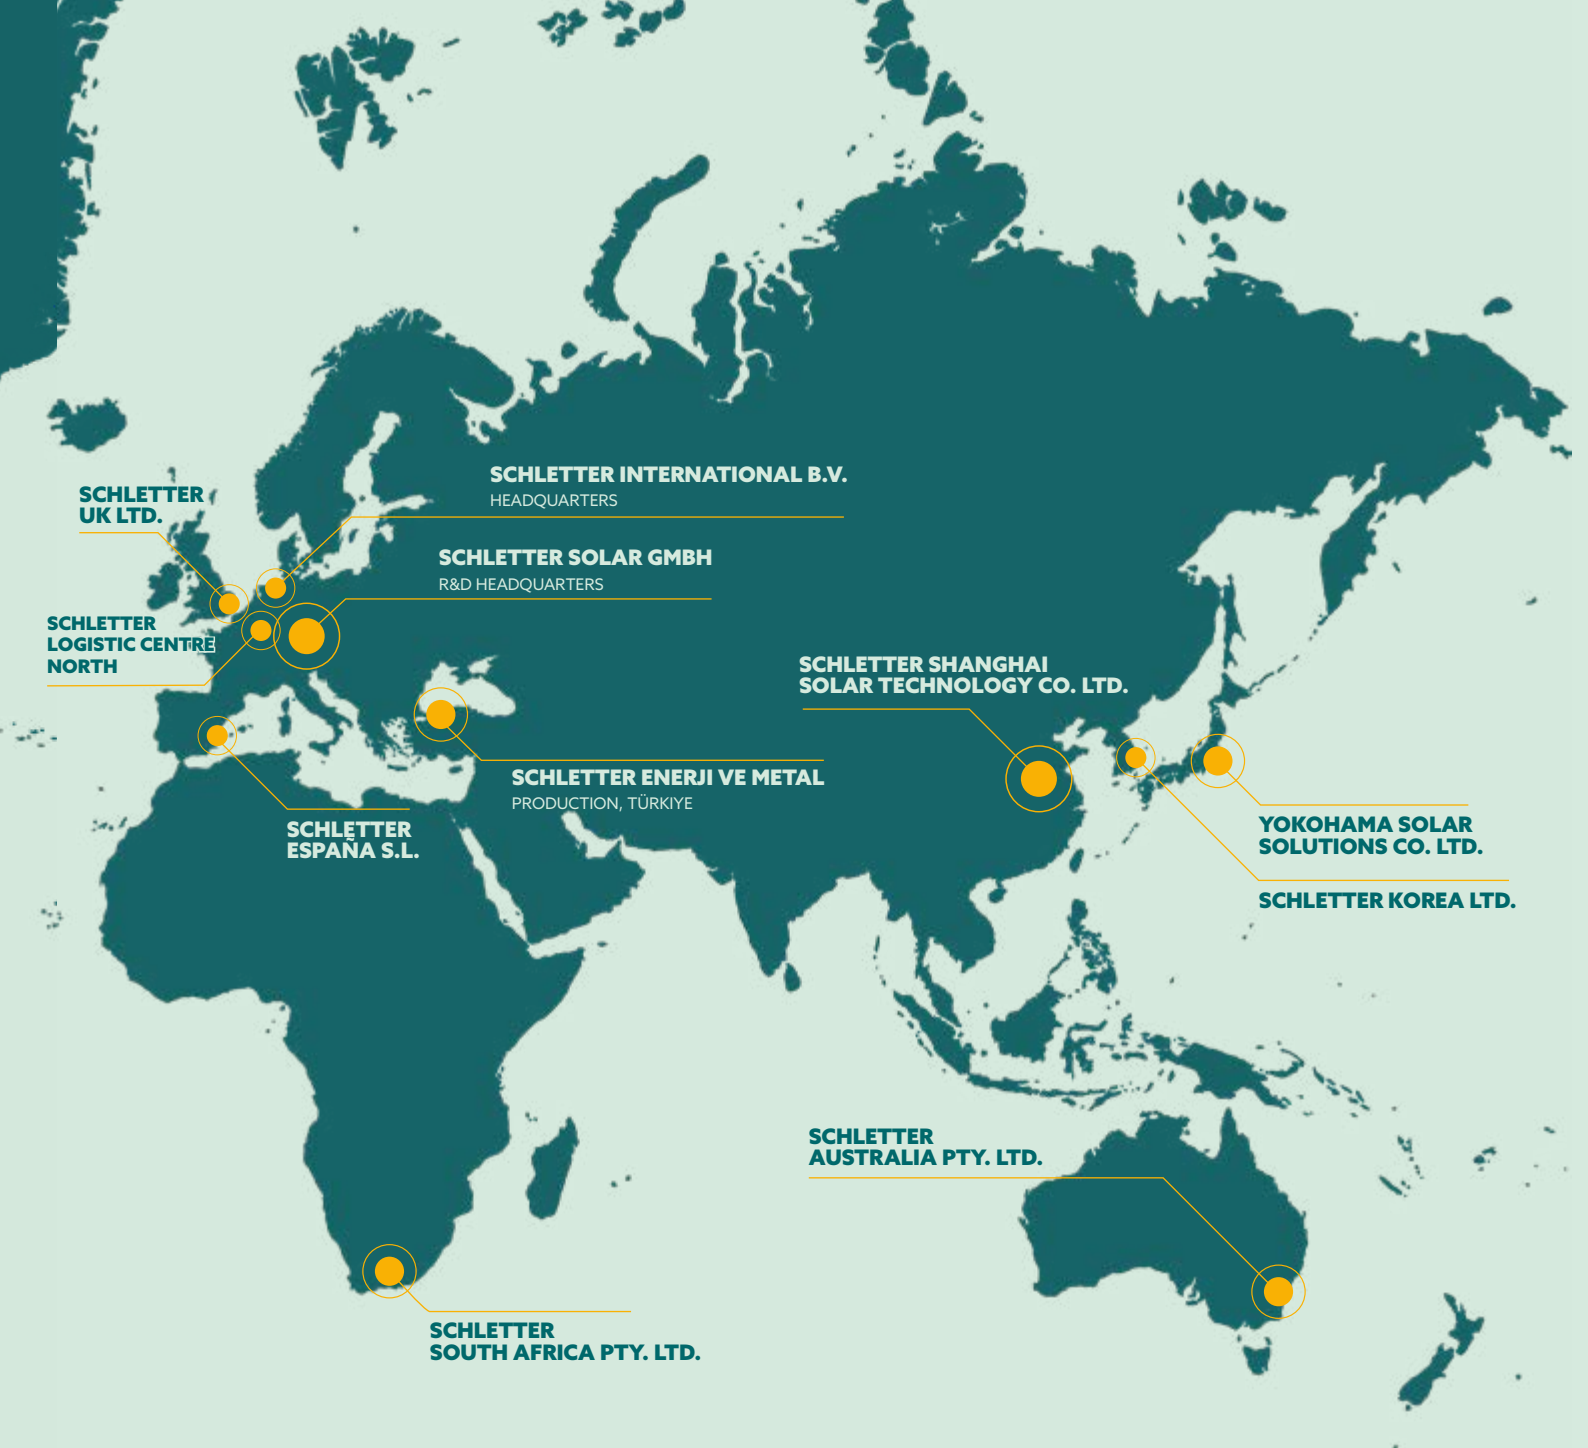 SCHLETTER INTERNATIONAL B.V.
HEADQUARTERS
SCHLETTER
UK LTD.
SCHLETTER SOLAR GMBH
R&D HEADQUARTERS
SCHLETTER
LOGISTIC CENTRE
NORTH
SCHLETTER SHANGHAI
SOLAR TECHNOLOGY CO. LTD.
SCHLETTER ENERJI VE METAL
PRODUCTION, TÜRKIYE
SCHLETTER
ESPAÑA S.L.
YOKOHAMA SOLAR
SOLUTIONS CO. LTD.
SCHLETTER KOREA LTD.
SCHLETTER
AUSTRALIA PTY. LTD.
SCHLETTER
SOUTH AFRICA PTY. LTD.